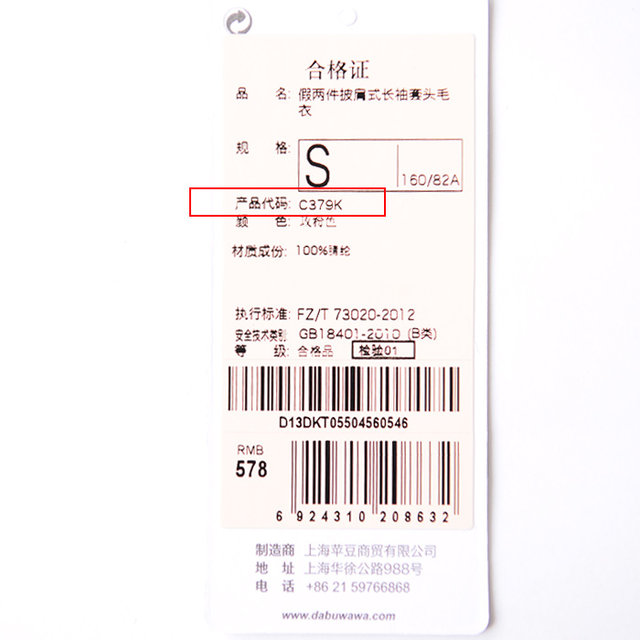 合格证
品 名: 假两件披肩式长袖套头毛
衣
规 格: S 160/82A
产品代码: C379K
颜 色: 玫粉色
材质成份: 100%腈纶
执行标准: FZ/T 73020-2012
安全技术类别 GB18401-2010 (B类)
等 级: 合格品 检验01
D13DKT05504560546
RMB
578
6 924310 208632
制造商 上海苹豆商贸有限公司
地 址 上海华徐公路988号
电 话 +86 21 59766868
www.dabuwawa.com